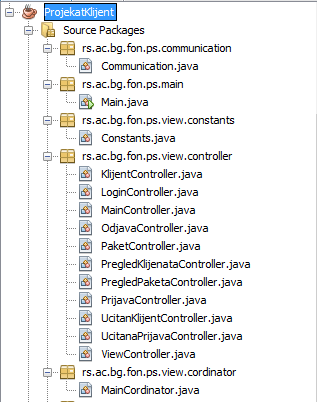 ProjekatKlijent
Source Packages
rs.ac.bg.fon.ps.communication
Communication.java
rs.ac.bg.fon.ps.main
Main.java
rs.ac.bg.fon.ps.view.constants
Constants.java
rs.ac.bg.fon.ps.view.controller
KlijentController.java
LoginController.java
MainController.java
OdjavaController.java
PaketController.java
PregledKlijenataController.java
PregledPaketaController.java
PrijavaController.java
UcitanKlijentController.java
UcitanaPrijavaController.java
ViewController.java
rs.ac.bg.fon.ps.view.cordinator
MainCordinator.java